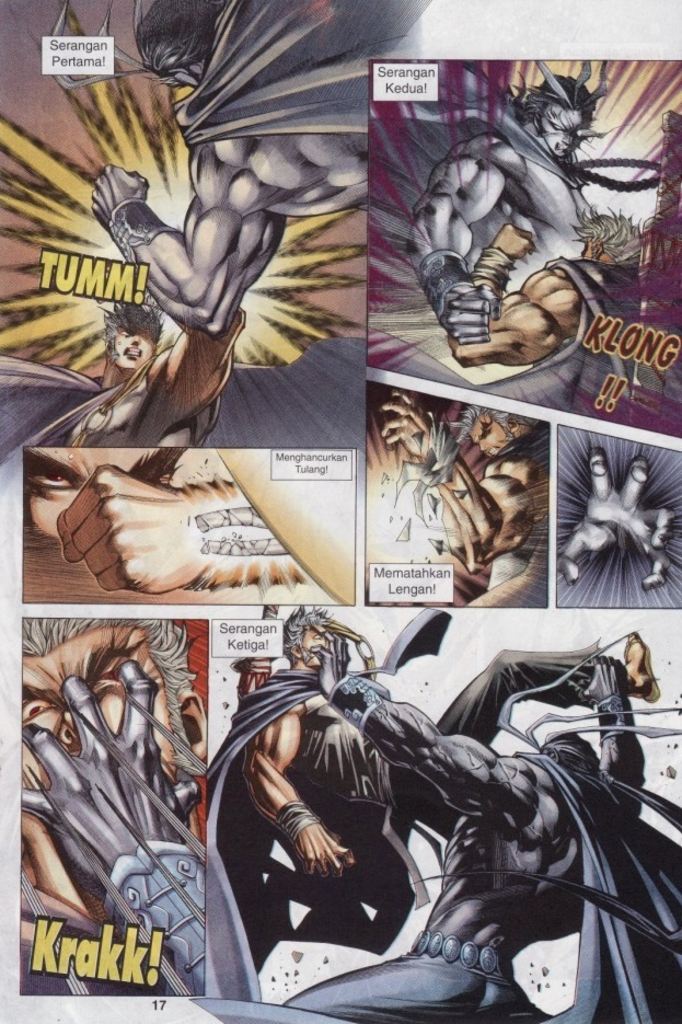 Serangan
Pertama!
TUMM!
Serangan
Kedua!
KLONG
!!
Menghancurkan
Tulang!
Mematahkan
Lengan!
Serangan
Ketiga!
Krakk!
17